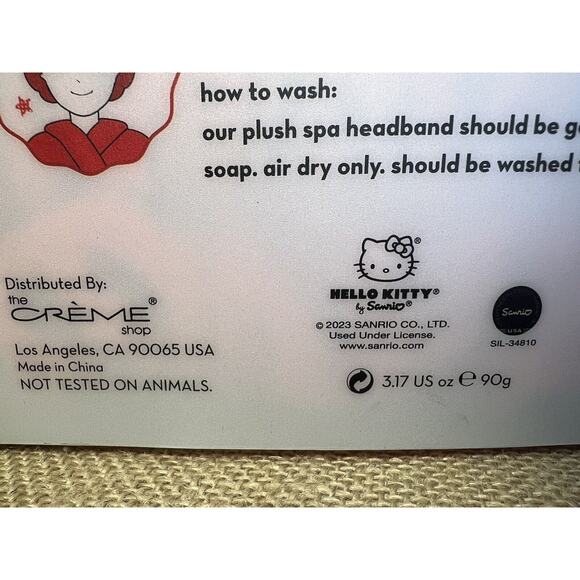 how to wash:
our plush spa headband should be
soap. air dry only. should be washed
Distributed By:
the
CRÈME®
shop
Los Angeles, CA 90065 USA
Made in China
NOT TESTED ON ANIMALS.
®
HELLO KITTY®
by Sanrio®
© 2023 SANRIO CO., LTD.
Used Under License.
www.sanrio.com
Sanrio
USA
SIL-34810
3.17 US oz ℮ 90g